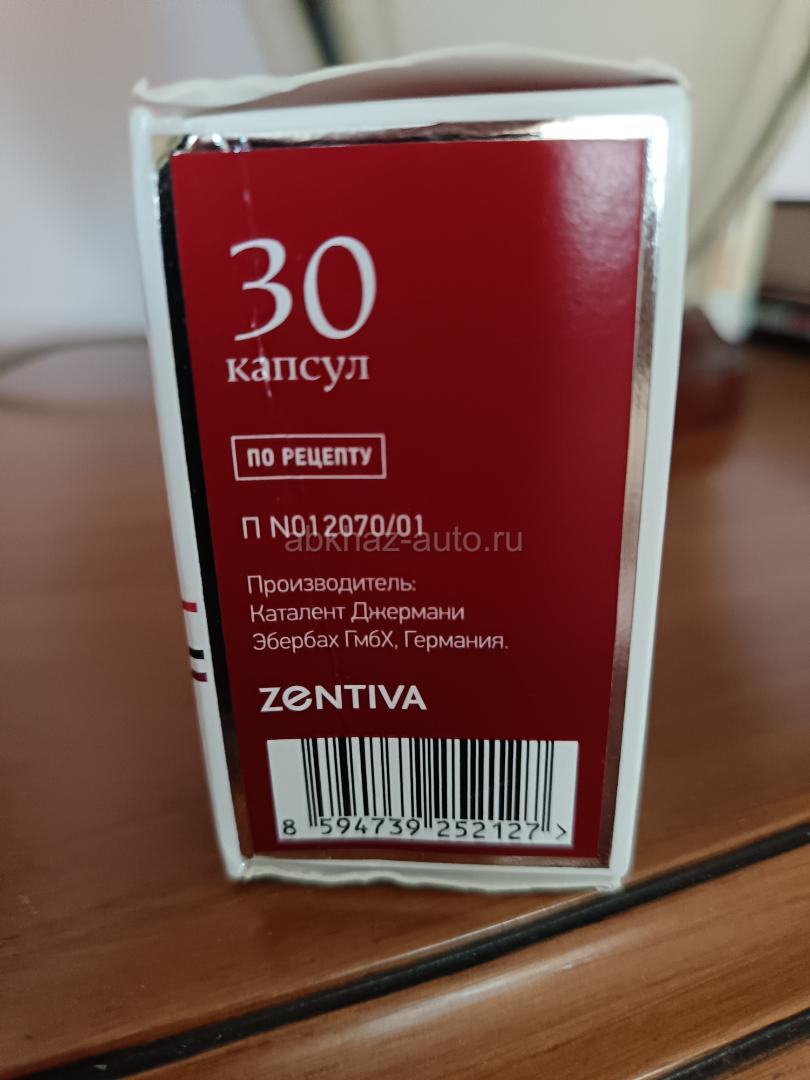 30
капсул
ПО РЕЦЕПТУ
П N012070/01
abkhaz-auto.ru
Производитель:
Каталент Джермани
Эбербах ГмбХ, Германия.
ZENTIVA
8 594739 252127 >